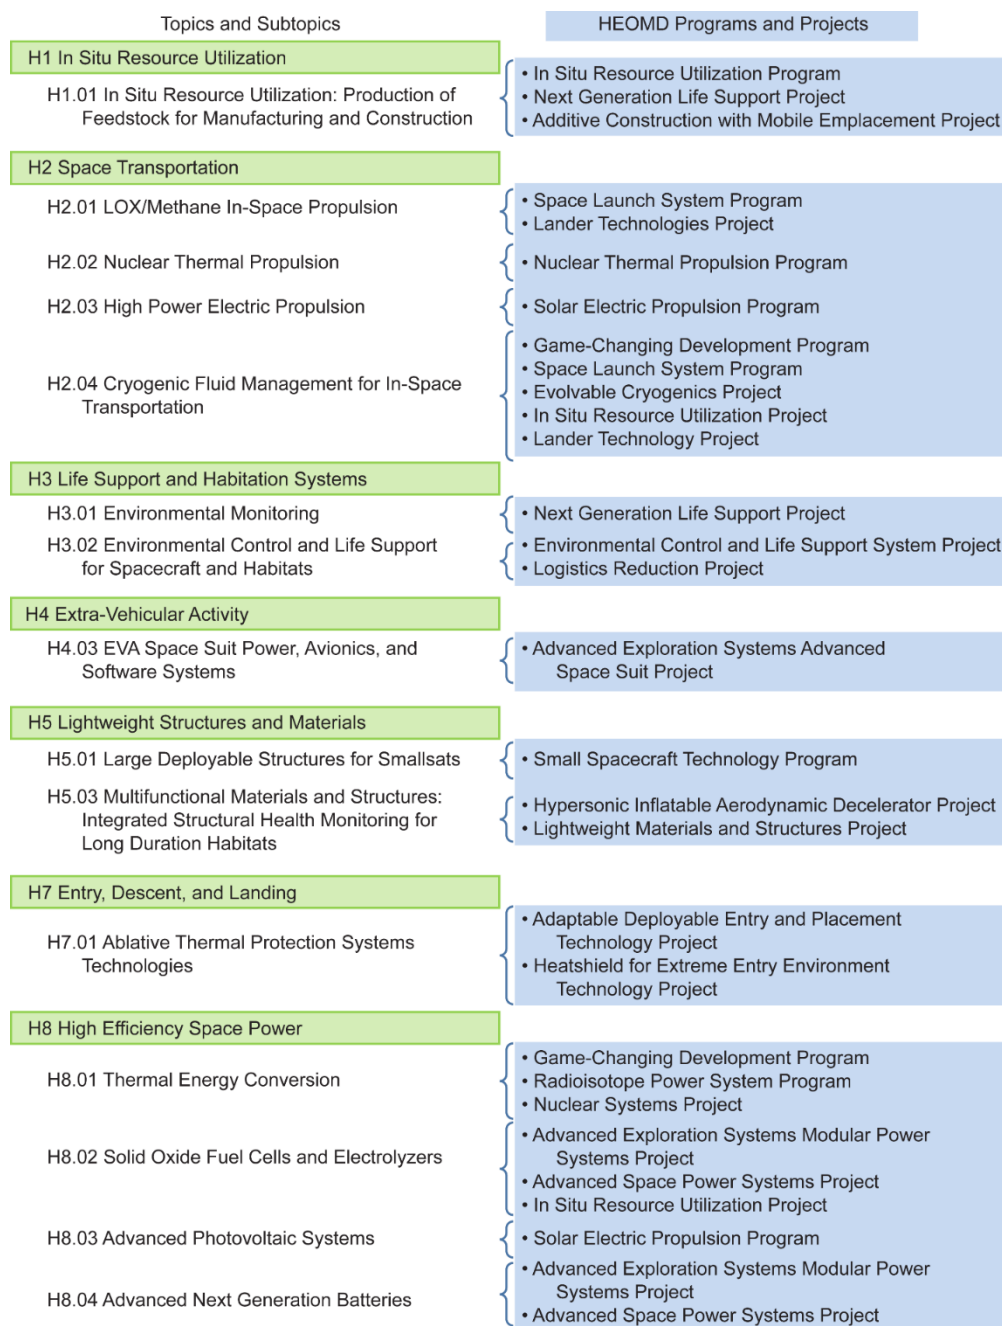 Topics and Subtopics
HEOMD Programs and Projects
H1 In Situ Resource Utilization
H1.01 In Situ Resource Utilization: Production of
Feedstock for Manufacturing and Construction
• In Situ Resource Utilization Program
• Next Generation Life Support Project
• Additive Construction with Mobile Emplacement Project
H2 Space Transportation
H2.01 LOX/Methane In-Space Propulsion
• Space Launch System Program
• Lander Technologies Project
H2.02 Nuclear Thermal Propulsion
• Nuclear Thermal Propulsion Program
H2.03 High Power Electric Propulsion
• Solar Electric Propulsion Program
H2.04 Cryogenic Fluid Management for In-Space
Transportation
• Game-Changing Development Program
• Space Launch System Program
• Evolvable Cryogenics Project
• In Situ Resource Utilization Project
• Lander Technology Project
H3 Life Support and Habitation Systems
H3.01 Environmental Monitoring
• Next Generation Life Support Project
H3.02 Environmental Control and Life Support
for Spacecraft and Habitats
• Environmental Control and Life Support System Project
• Logistics Reduction Project
H4 Extra-Vehicular Activity
H4.03 EVA Space Suit Power, Avionics, and
Software Systems
• Advanced Exploration Systems Advanced
Space Suit Project
H5 Lightweight Structures and Materials
H5.01 Large Deployable Structures for Smallsats
• Small Spacecraft Technology Program
H5.03 Multifunctional Materials and Structures:
Integrated Structural Health Monitoring for
Long Duration Habitats
• Hypersonic Inflatable Aerodynamic Decelerator Project
• Lightweight Materials and Structures Project
H7 Entry, Descent, and Landing
H7.01 Ablative Thermal Protection Systems
Technologies
• Adaptable Deployable Entry and Placement
Technology Project
• Heatshield for Extreme Entry Environment
Technology Project
H8 High Efficiency Space Power
H8.01 Thermal Energy Conversion
• Game-Changing Development Program
• Radioisotope Power System Program
• Nuclear Systems Project
H8.02 Solid Oxide Fuel Cells and Electrolyzers
• Advanced Exploration Systems Modular Power
Systems Project
• Advanced Space Power Systems Project
• In Situ Resource Utilization Project
H8.03 Advanced Photovoltaic Systems
• Solar Electric Propulsion Program
H8.04 Advanced Next Generation Batteries
• Advanced Exploration Systems Modular Power
Systems Project
• Advanced Space Power Systems Project